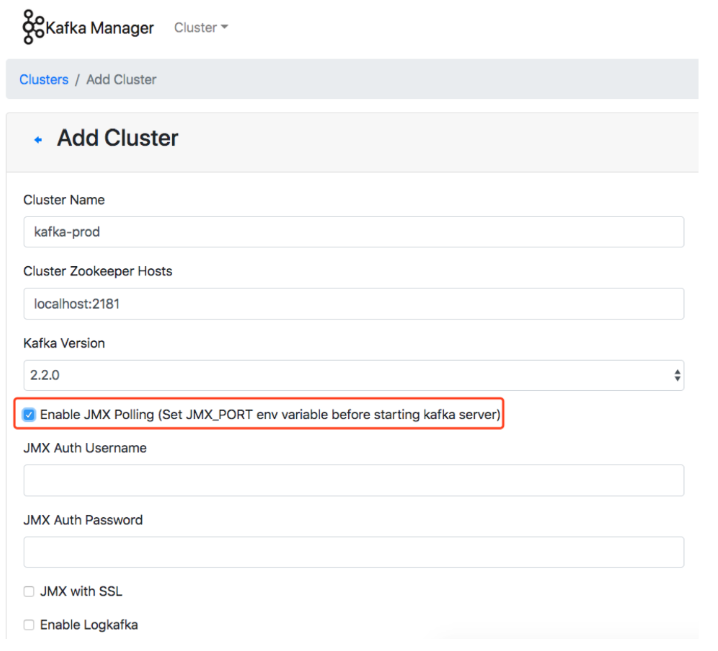 Kafka Manager Cluster
Clusters / Add Cluster
Add Cluster
Cluster Name
kafka-prod
Cluster Zookeeper Hosts
localhost:2181
Kafka Version
2.2.0
Enable JMX Polling (Set JMX_PORT env variable before starting kafka server)
JMX Auth Username
JMX Auth Password
JMX with SSL
Enable Logkafka